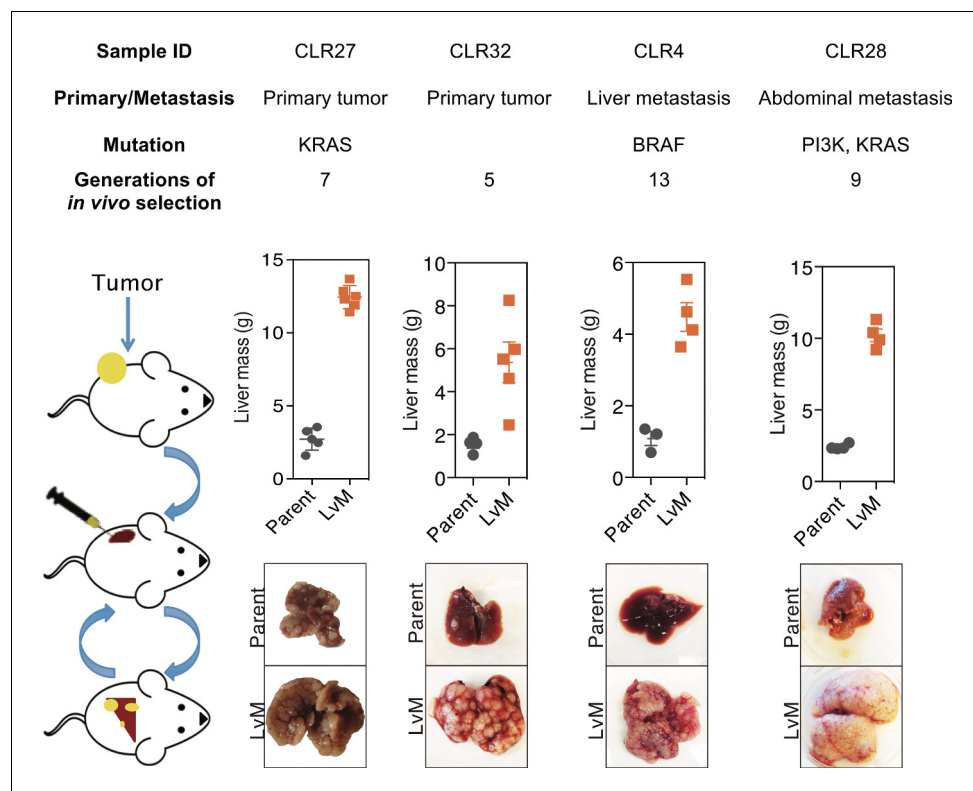 Sample ID CLR27 CLR32 CLR4 CLR28
Primary/Metastasis Primary tumor Primary tumor Liver metastasis Abdominal metastasis
Mutation KRAS BRAF PI3K, KRAS
Generations of
in vivo selection 7 5 13 9
Tumor
Liver mass (g)
15
10
5
0
Parent LvM
Liver mass (g)
10
8
6
4
2
0
Parent LvM
Liver mass (g)
6
4
2
0
Parent LvM
Liver mass (g)
15
10
5
0
Parent LvM
Parent
LvM
Parent
LvM
Parent
LvM
Parent
LvM